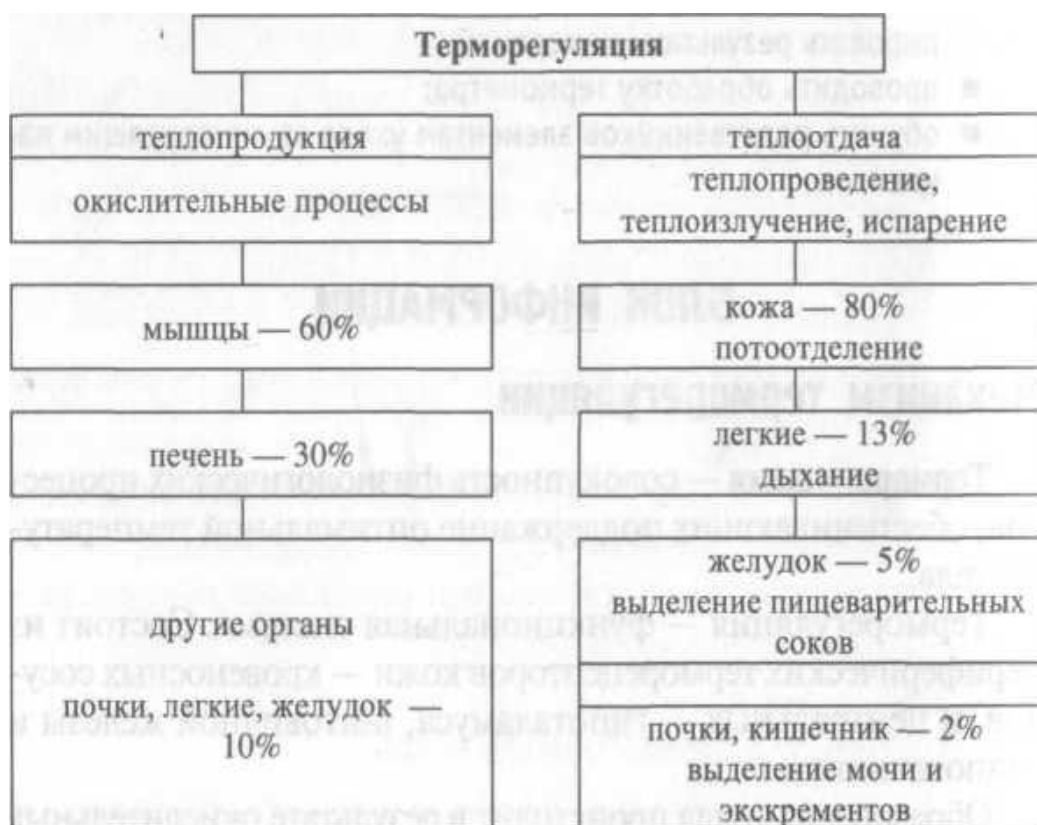 Терморегуляция
теплопродукция
окислительные процессы
мышцы — 60%
печень — 30%
другие органы
почки, легкие, желудок —
10%
теплоотдача
теплопроведение,
теплоизлучение, испарение
кожа — 80%
потоотделение
легкие — 13%
дыхание
желудок — 5%
выделение пищеварительных
соков
почки, кишечник — 2%
выделение мочи и
экскрементов